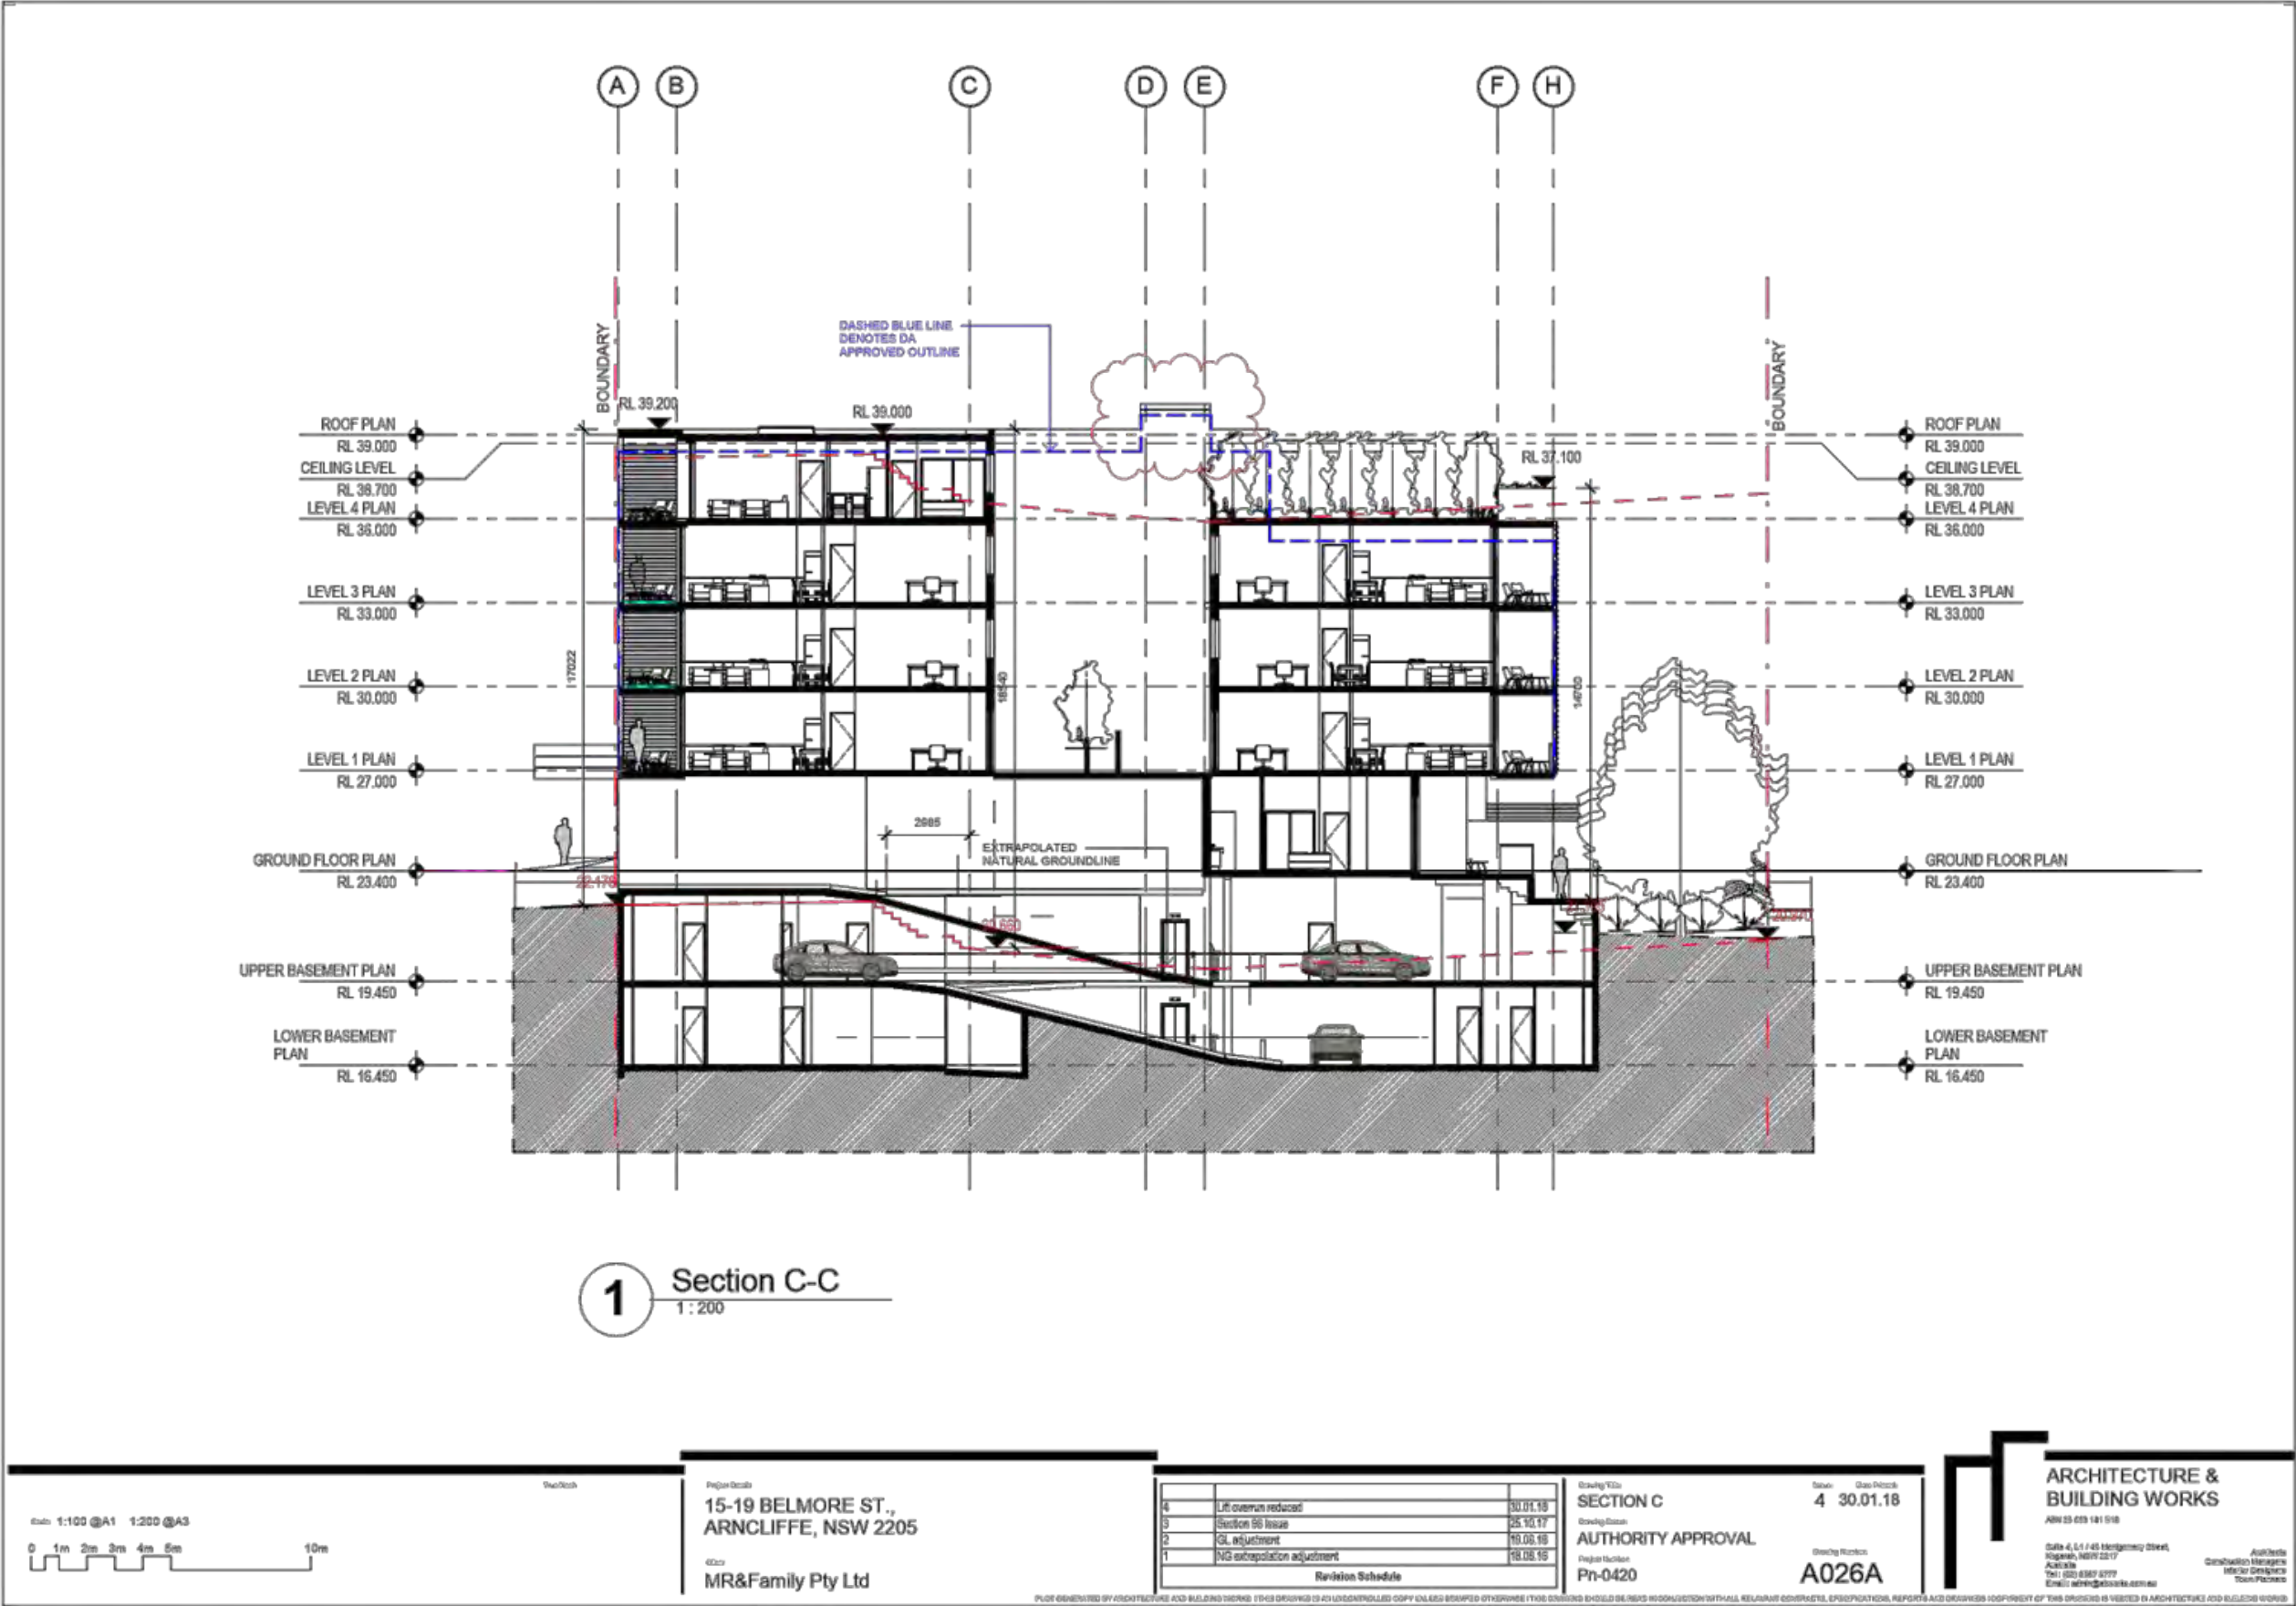 A B C D E F H
DASHED BLUE LINE
DENOTES DA
APPROVED OUTLINE
BOUNDARY
BOUNDARY
RL 39.200
RL 39.000
RL 37.100
ROOF PLAN
RL 39.000
CEILING LEVEL
RL 38.700
LEVEL 4 PLAN
RL 36.000
LEVEL 3 PLAN
RL 33.000
LEVEL 2 PLAN
RL 30.000
LEVEL 1 PLAN
RL 27.000
GROUND FLOOR PLAN
RL 23.400
UPPER BASEMENT PLAN
RL 19.450
LOWER BASEMENT
PLAN
RL 16.450
17022
18540
14700
2985
EXTRAPOLATED
NATURAL GROUNDLINE
ROOF PLAN
RL 39.000
CEILING LEVEL
RL 38.700
LEVEL 4 PLAN
RL 36.000
LEVEL 3 PLAN
RL 33.000
LEVEL 2 PLAN
RL 30.000
LEVEL 1 PLAN
RL 27.000
GROUND FLOOR PLAN
RL 23.400
UPPER BASEMENT PLAN
RL 19.450
LOWER BASEMENT
PLAN
RL 16.450
1
Section C-C
1 : 200
1:100 @A1 1:200 @A3
0 1m 2m 3m 4m 5m 10m
15-19 BELMORE ST.,
ARNCLIFFE, NSW 2205
MR&Family Pty Ltd
4 Lift overrun reduced 30.01.18
3 Section 96 Issue 25.10.17
2 GL adjustment
1 NG extrapolation adjustment
Revision Schedule
SECTION C
4 30.01.18
AUTHORITY APPROVAL
Pn-0420
A026A
ARCHITECTURE &
BUILDING WORKS